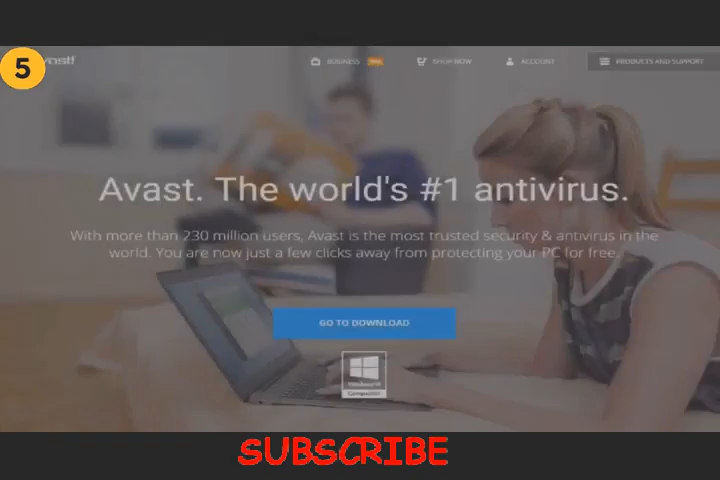 5
BUSINESS
SHOP NOW
ACCOUNT
PRODUCTS AND SUPPORT
Avast. The world's #1 antivirus.
With more than 230 million users, Avast is the most trusted security & antivirus in the
world. You are now just a few clicks away from protecting your PC for free.
GO TO DOWNLOAD
SUBSCRIBE